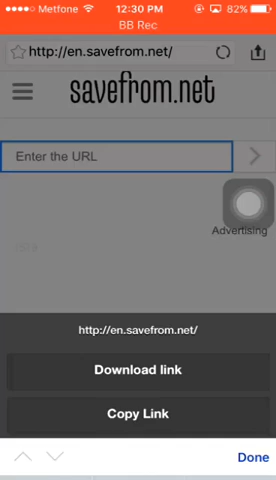 Metfone 12:30 PM 82%
BB Rec
http://en.savefrom.net/
savefrom.net
Enter the URL
Advertising
http://en.savefrom.net/
Download link
Copy Link
Done